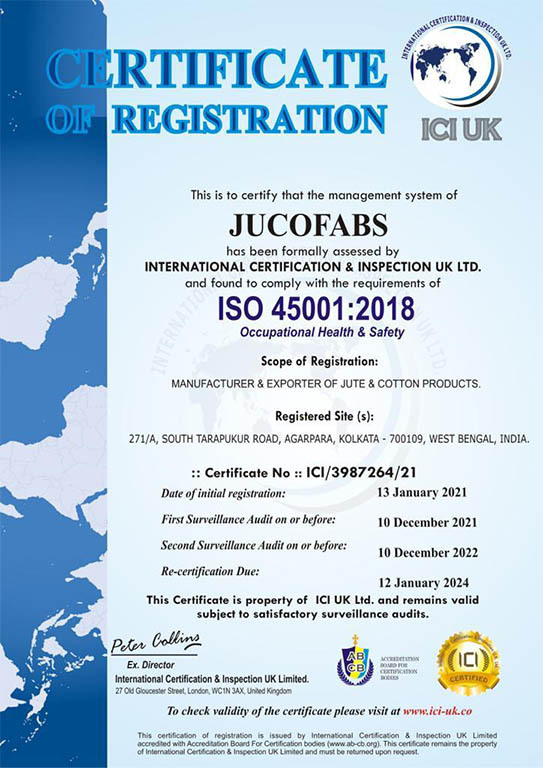 CERTIFICATE
OF REGISTRATION
INTERNATIONAL CERTIFICATION & INSPECTION UK LTD.
ICI UK
This is to certify that the management system of
JUCOFABS
has been formally assessed by
INTERNATIONAL CERTIFICATION & INSPECTION UK LTD.
and found to comply with the requirements of
ISO 45001:2018
Occupational Health & Safety
Scope of Registration:
MANUFACTURER & EXPORTER OF JUTE & COTTON PRODUCTS.
Registered Site (s):
271/A, SOUTH TARAPUKUR ROAD, AGARPARA, KOLKATA - 700109, WEST BENGAL, INDIA.
:: Certificate No :: ICI/3987264/21
Date of initial registration: 13 January 2021
First Surveillance Audit on or before: 10 December 2021
Second Surveillance Audit on or before: 10 December 2022
Re-certification Due: 12 January 2024
This Certificate is property of ICI UK Ltd. and remains valid
subject to satisfactory surveillance audits.
Peter Collins
Ex. Director
International Certification & Inspection UK Limited.
27 Old Gloucester Street, London, WC1N 3AX, United Kingdom
AB
CB
ACCREDITATION
BOARD FOR
CERTIFICATION
BODIES
ICI
CERTIFIED
To check validity of the certificate please visit at www.ici-uk.co
This certification of registration is issued by International Certification & Inspection UK Limited
accredited with Accreditation Board For Certification bodies (www.ab-cb.org). This certificate remains the property
of International Certification & Inspection UK Limited and must be returned upon request.